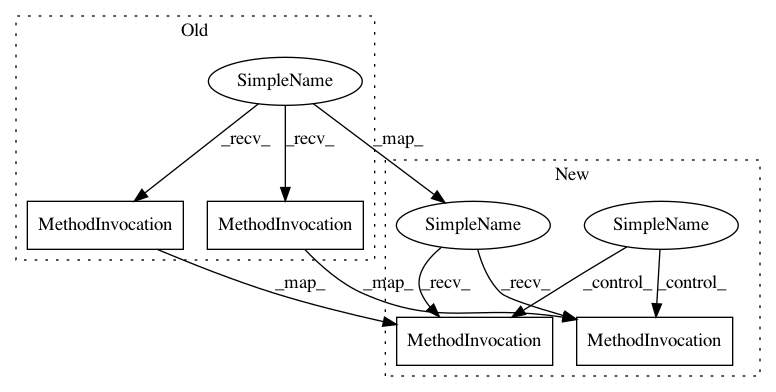 Old
SimpleName
_recv_ _recv_ _map_
New
MethodInvocation MethodInvocation SimpleName SimpleName
_map_ _map_ _recv_ _recv_ _control_ _control_
MethodInvocation MethodInvocation